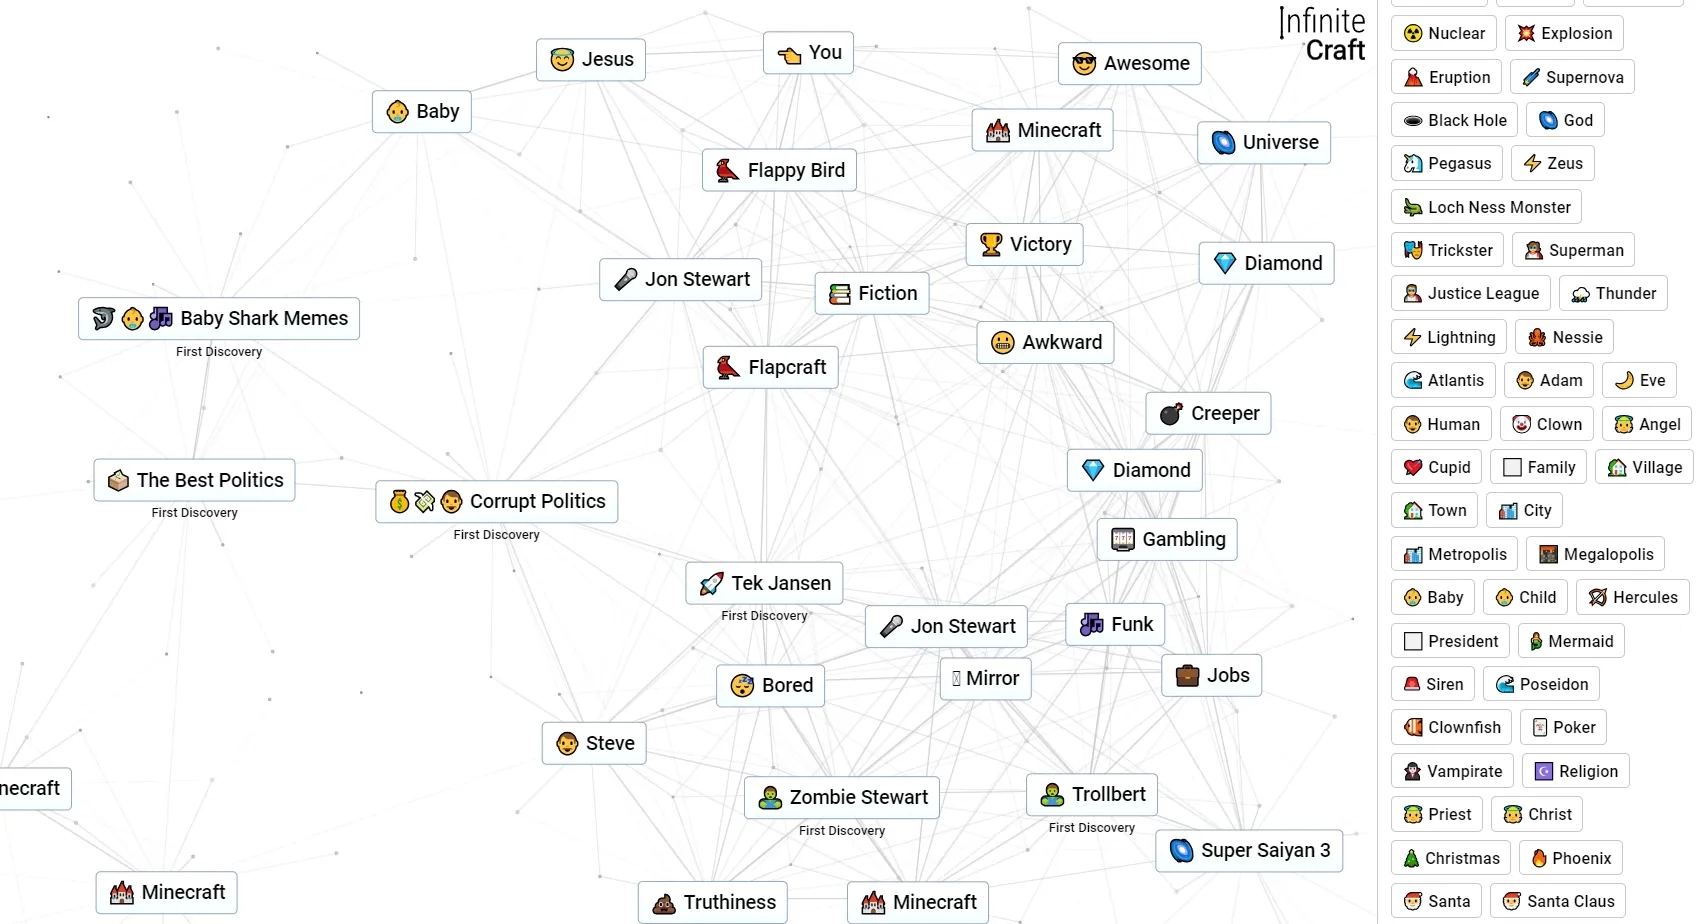 Infinite
Craft
Jesus
You
Awesome
Baby
Minecraft
Universe
Flappy Bird
Victory
Diamond
Jon Stewart
Fiction
Baby Shark Memes
First Discovery
Awkward
Flapcraft
Creeper
Diamond
The Best Politics
First Discovery
Corrupt Politics
First Discovery
Gambling
Tek Jansen
First Discovery
Jon Stewart
Funk
Bored
Mirror
Jobs
Steve
necraft
Zombie Stewart
First Discovery
Trollbert
First Discovery
Super Saiyan 3
Minecraft
Truthiness
Minecraft
Nuclear Explosion
Eruption Supernova
Black Hole God
Pegasus Zeus
Loch Ness Monster
Trickster Superman
Justice League Thunder
Lightning Nessie
Atlantis Adam Eve
Human Clown Angel
Cupid Family Village
Town City
Metropolis Megalopolis
Baby Child Hercules
President Mermaid
Siren Poseidon
Clownfish Poker
Vampirate Religion
Priest Christ
Christmas Phoenix
Santa Santa Claus